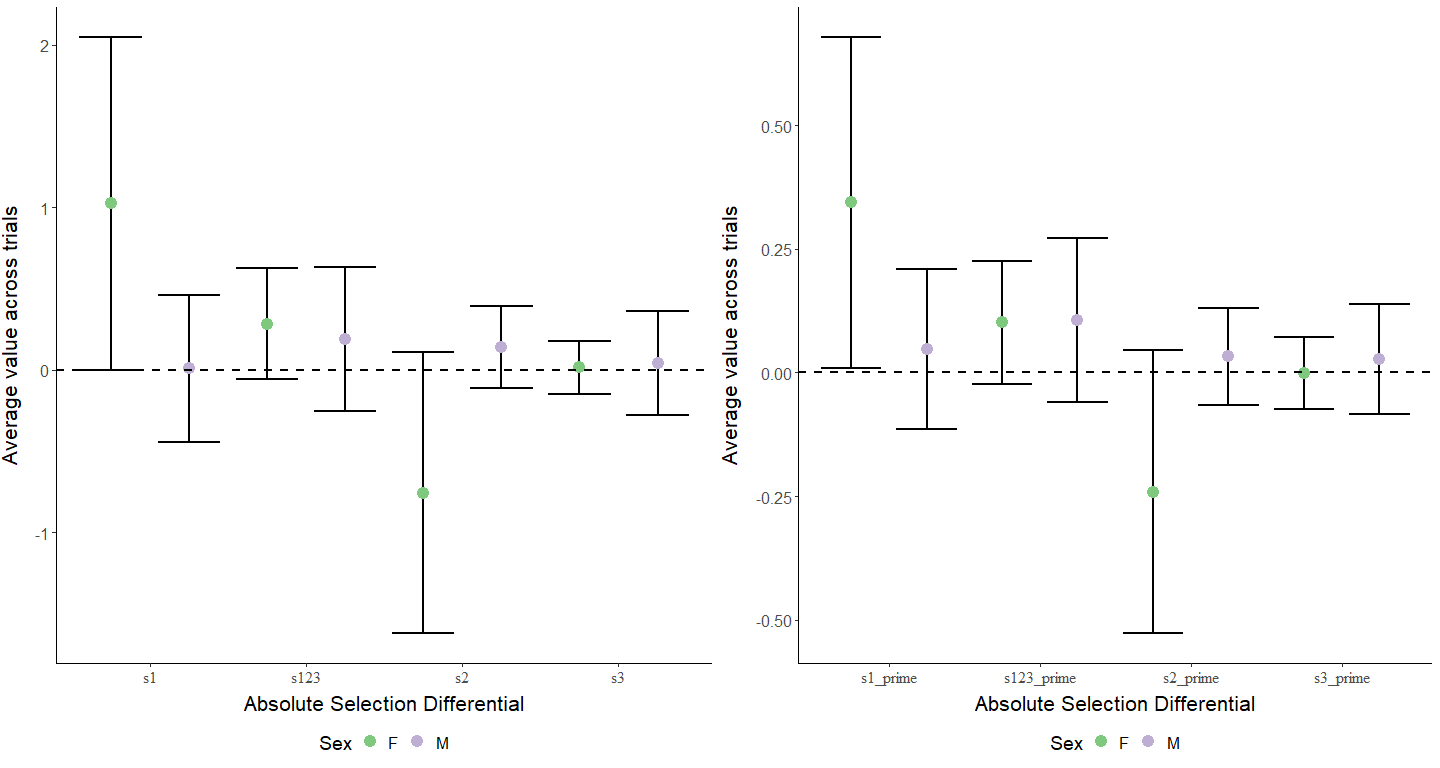 Average value across trials
2
1
0
-1
s1 s123 s2 s3
Absolute Selection Differential
Sex F M
Average value across trials
0.50
0.25
0.00
-0.25
-0.50
s1_prime s123_prime s2_prime s3_prime
Absolute Selection Differential
Sex F M